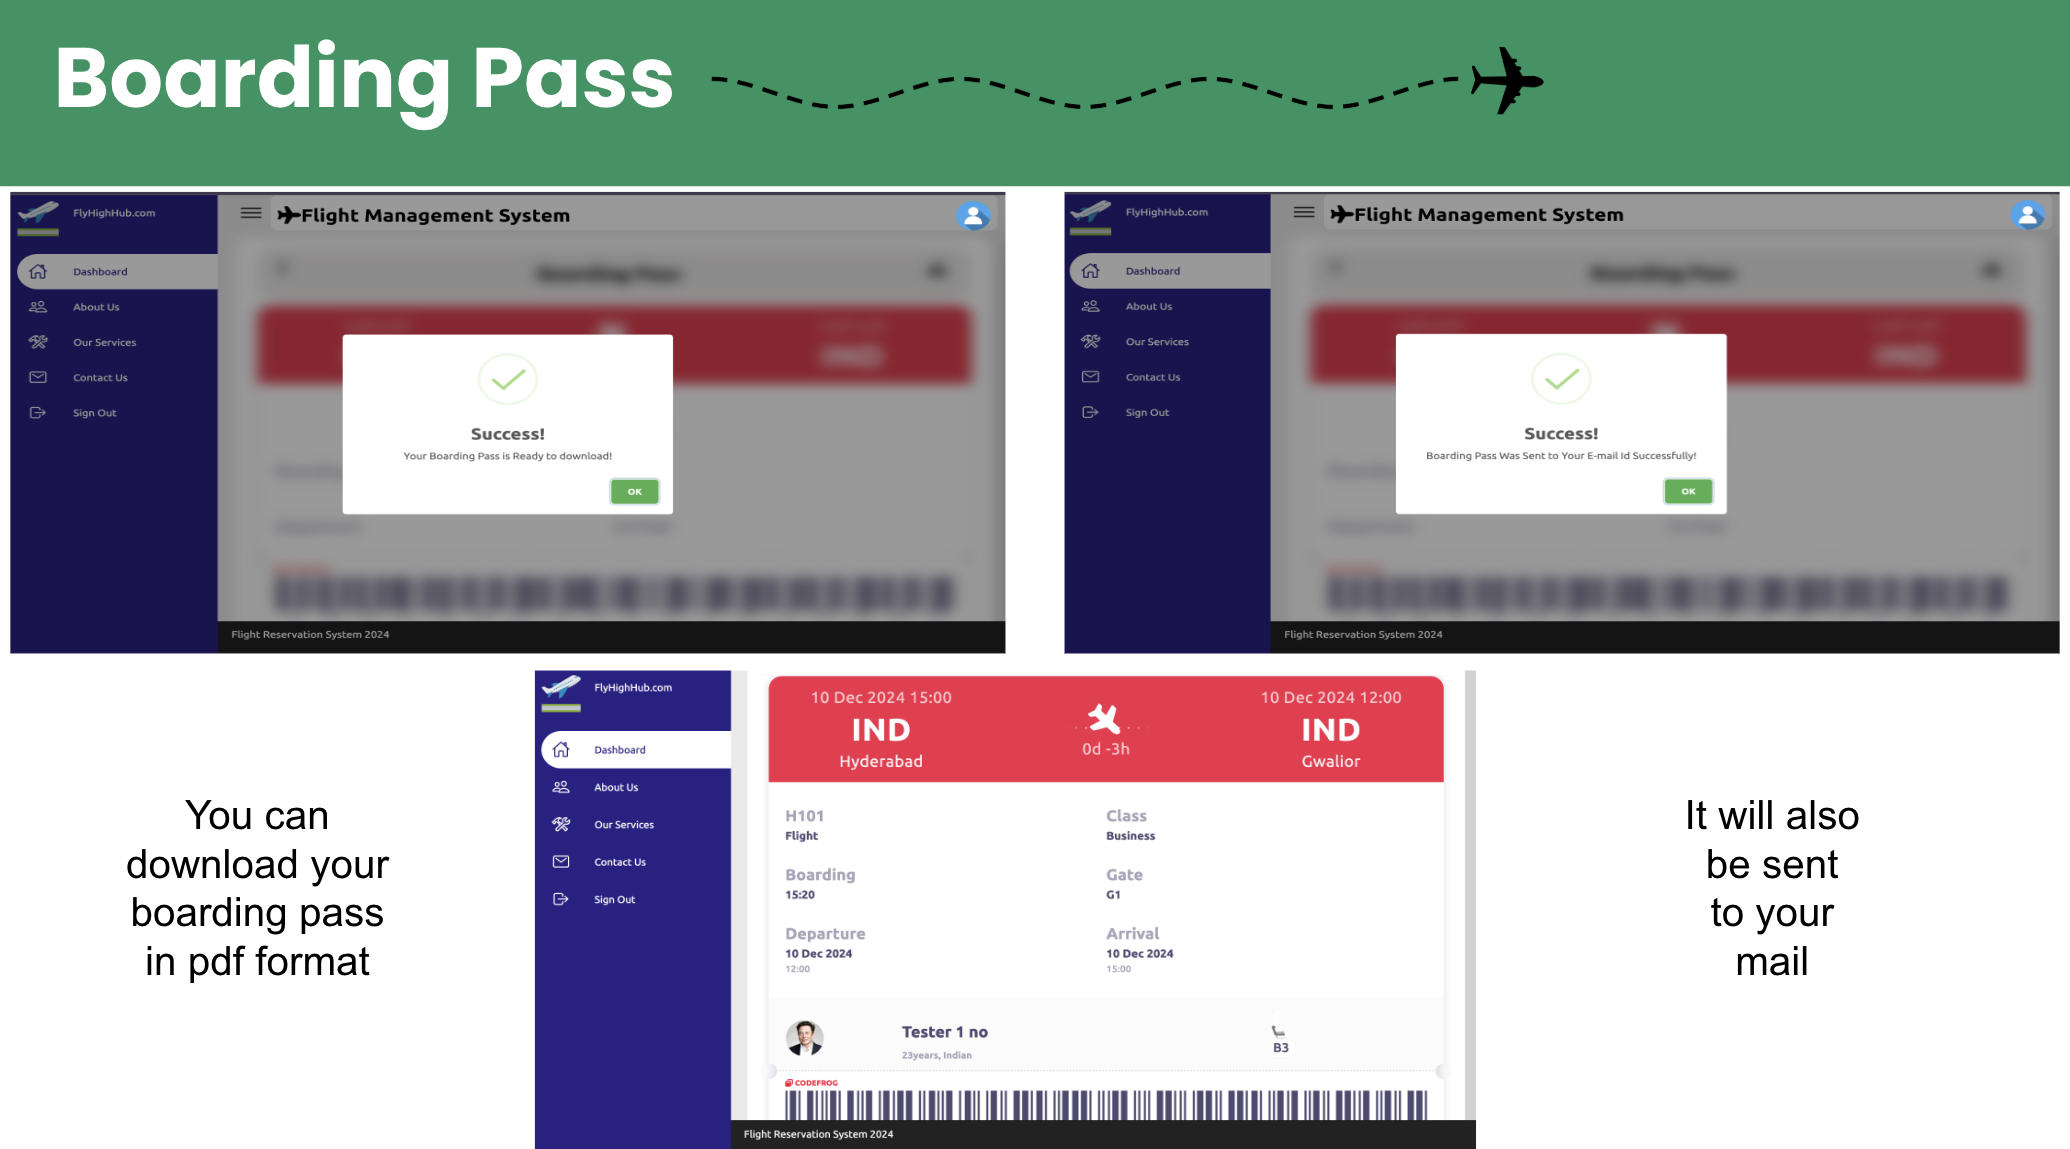 Boarding Pass
FlyHighHub.com
Flight Management System
Dashboard
About Us
Our Services
Contact Us
Sign Out
Boarding Pass
IND
Success!
Your Boarding Pass is Ready to download!
OK
Flight Reservation System 2024
FlyHighHub.com
Flight Management System
Dashboard
About Us
Our Services
Contact Us
Sign Out
Boarding Pass
IND
Success!
Boarding Pass Was Sent to Your E-mail Id Successfully!
OK
Flight Reservation System 2024
You can
download your
boarding pass
in pdf format
FlyHighHub.com
Dashboard
About Us
Our Services
Contact Us
Sign Out
10 Dec 2024 15:00
IND
Hyderabad
0d -3h
10 Dec 2024 12:00
IND
Gwalior
H101
Flight
Class
Business
Boarding
15:20
Gate
G1
Departure
10 Dec 2024
12:00
Arrival
10 Dec 2024
15:00
Tester 1 no
23years, Indian
B3
CODEFROG
Flight Reservation System 2024
It will also
be sent
to your
mail